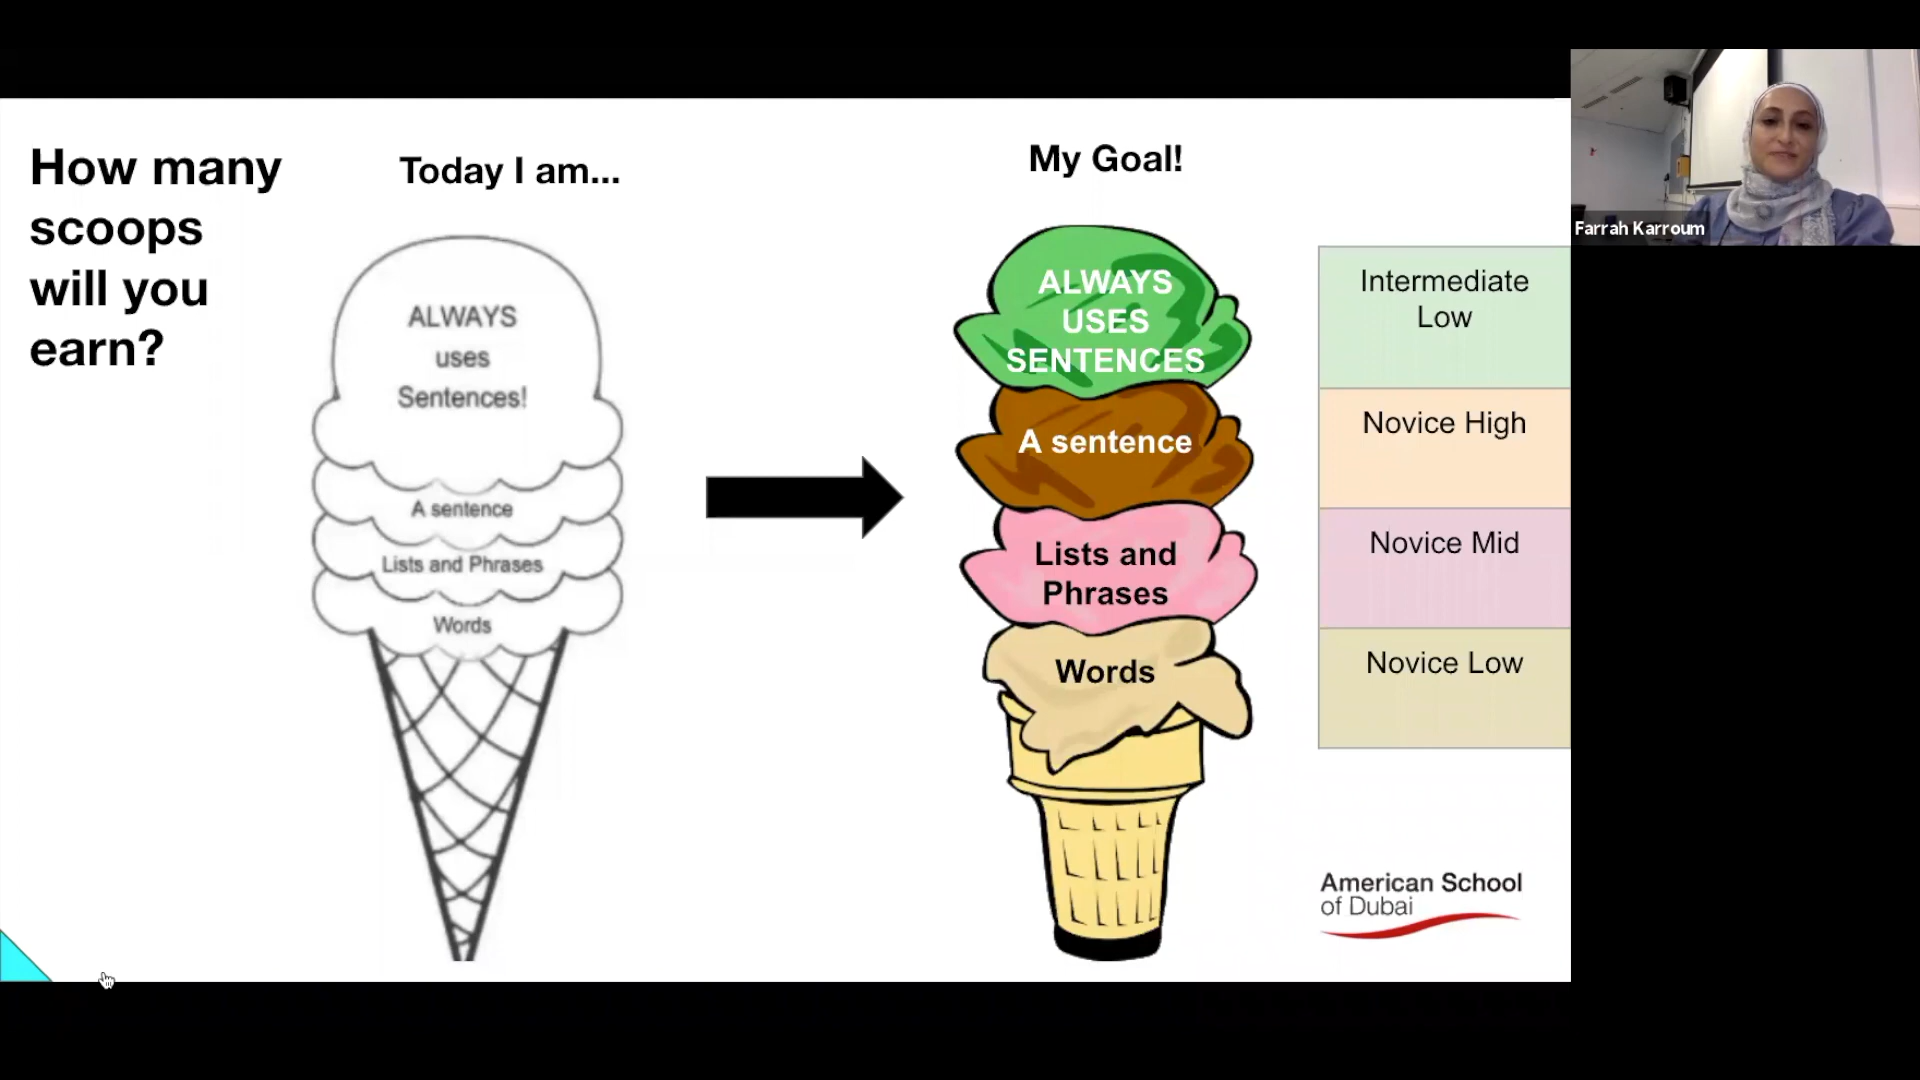 How many
scoops
will you
earn?
Today I am...
ALWAYS
uses
Sentences!
A sentence
Lists and Phrases
Words
My Goal!
ALWAYS
USES
SENTENCES
A sentence
Lists and
Phrases
Words
Intermediate
Low
Novice High
Novice Mid
Novice Low
American School
of Dubai
Farrah Karroum